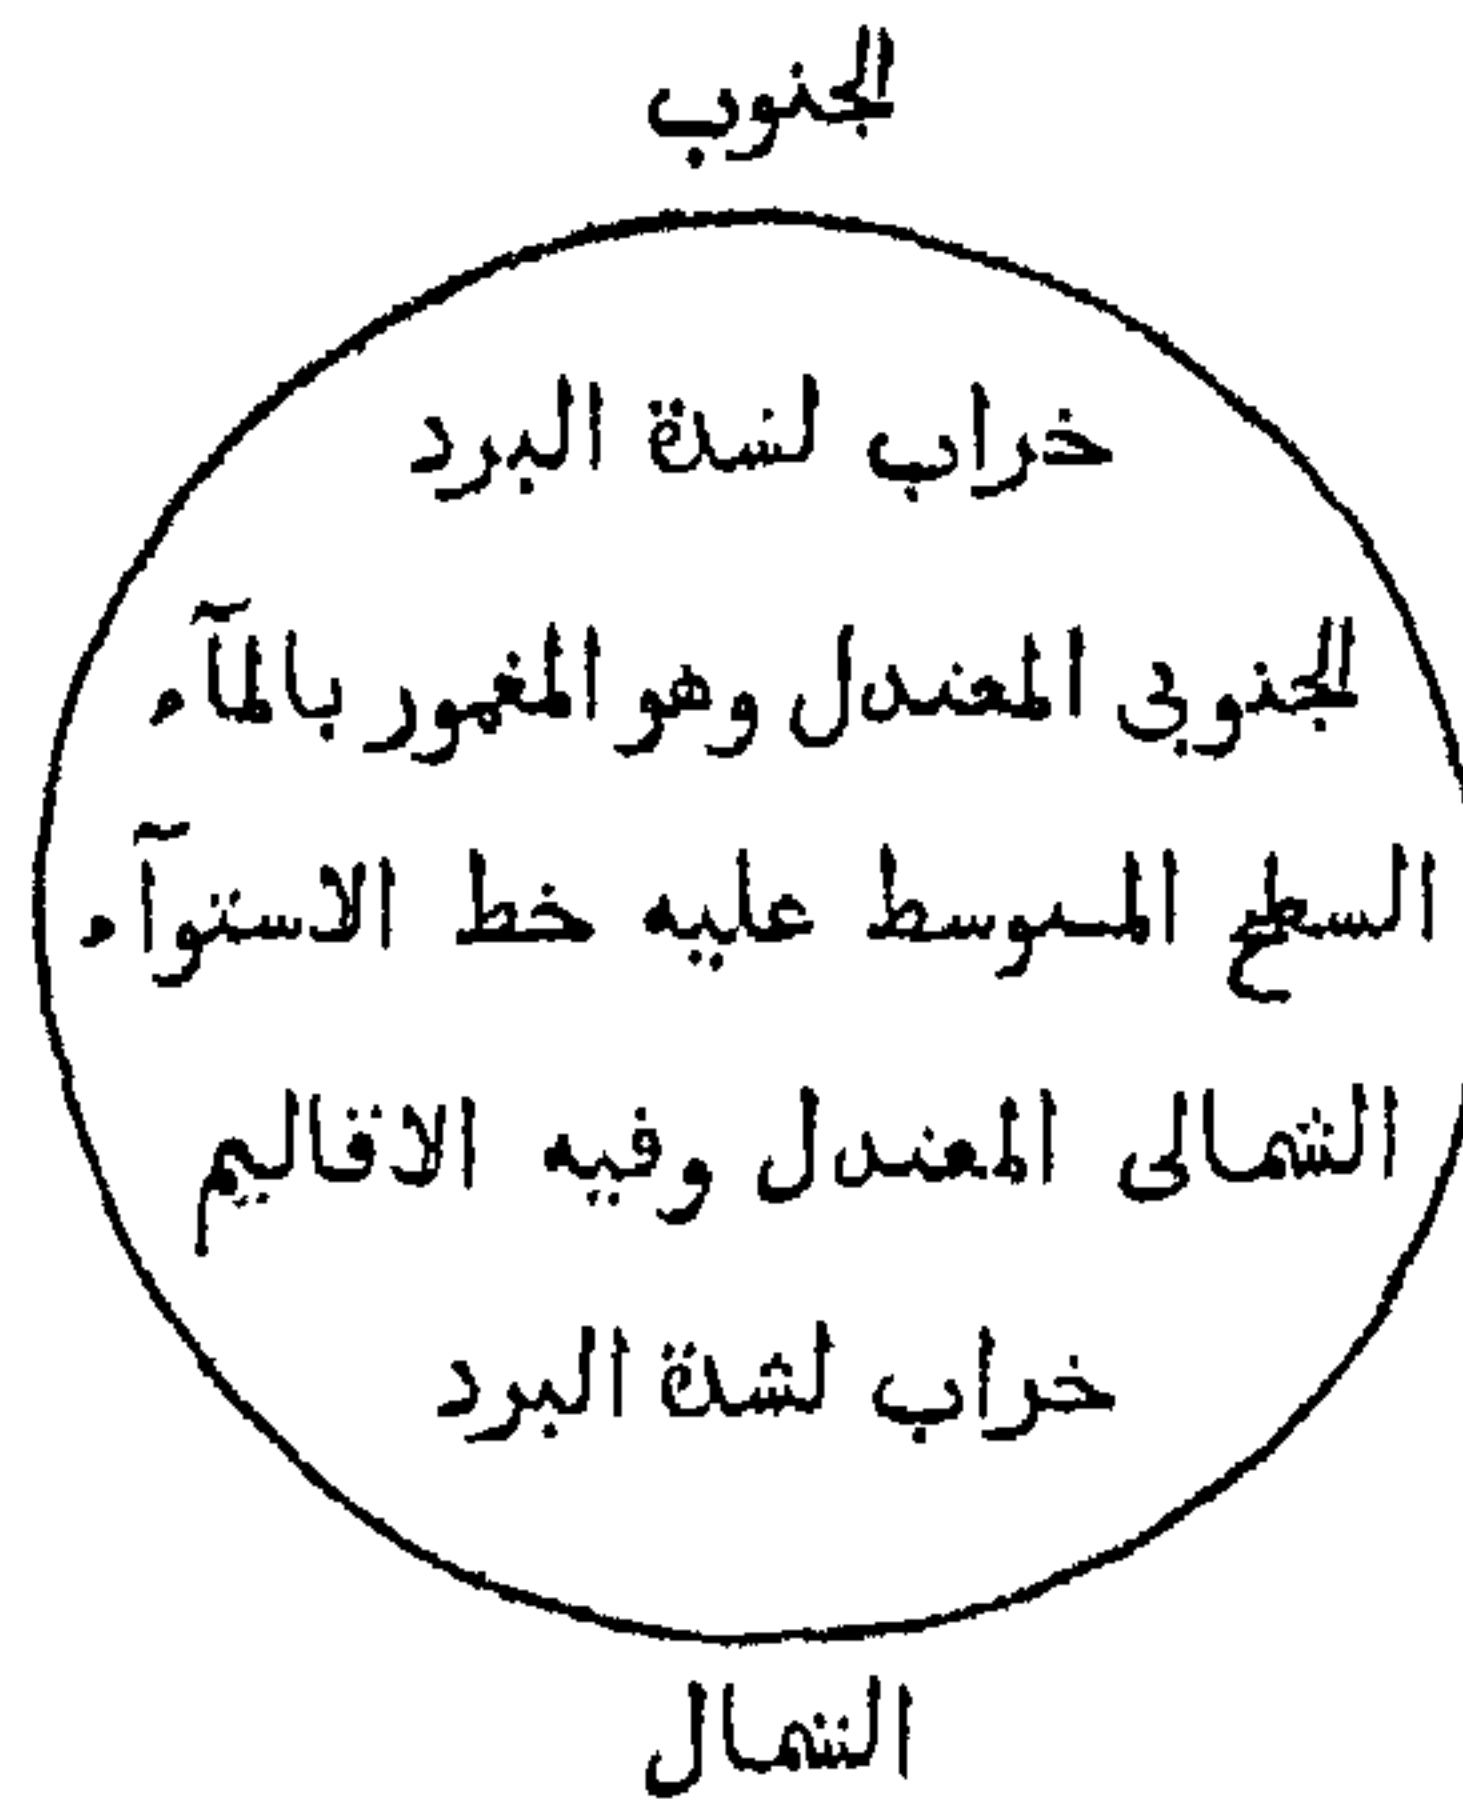 الجنوب
خراب لشدة البرد
الجنوبى المعتدل وهو المغمور بالمآء
السطح المتوسط عليه خط الاستوآء
الشمالى المعتدل وفيه الاقاليم
خراب لشدة البرد
الشمال